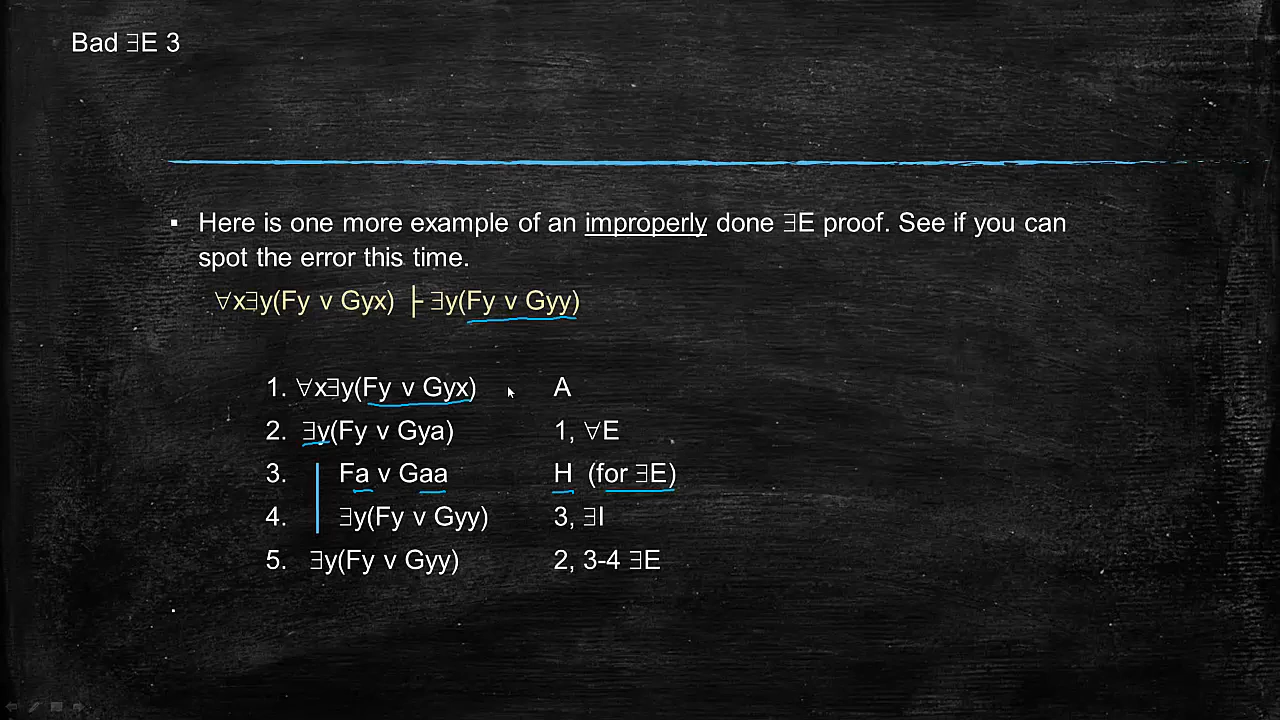 Bad ∃E 3
▪ Here is one more example of an improperly done ∃E proof. See if you can
spot the error this time.
∀x∃y(Fy v Gyx) ├ ∃y(Fy v Gyy)
1. ∀x∃y(Fy v Gyx) A
2. ∃y(Fy v Gya) 1, ∀E
3. Fa v Gaa H (for ∃E)
4. ∃y(Fy v Gyy) 3, ∃I
5. ∃y(Fy v Gyy) 2, 3-4 ∃E
.